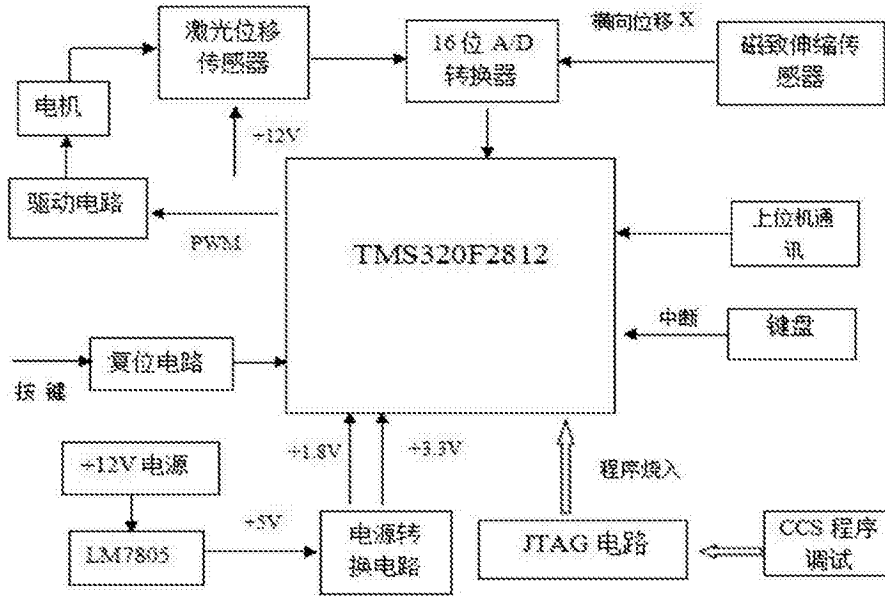 激光位移
传感器
16 位 A/D
转换器
横向位移 X
磁致伸缩传
感器
电机
+12V
驱动电路
PWM
TMS320F2812
上位机通
讯
中断
键盘
复位电路
按 键
+1.8V
+3.3V
+12V 电源
程序烧入
+5V
LM7805
电源转
换电路
JTAG 电路
CCS 程序
调试